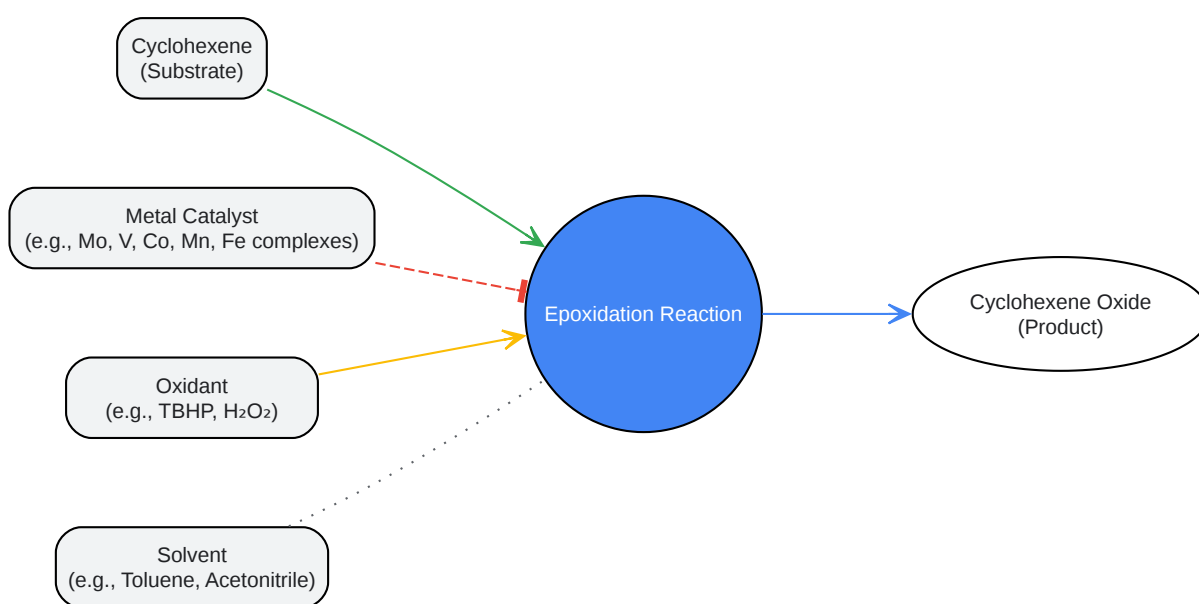 Cyclohexene
(Substrate)
Metal Catalyst
(e.g., Mo, V, Co, Mn, Fe complexes)
Epoxidation Reaction
Cyclohexene Oxide
(Product)
Oxidant
(e.g., TBHP, H₂O₂)
Solvent
(e.g., Toluene, Acetonitrile)